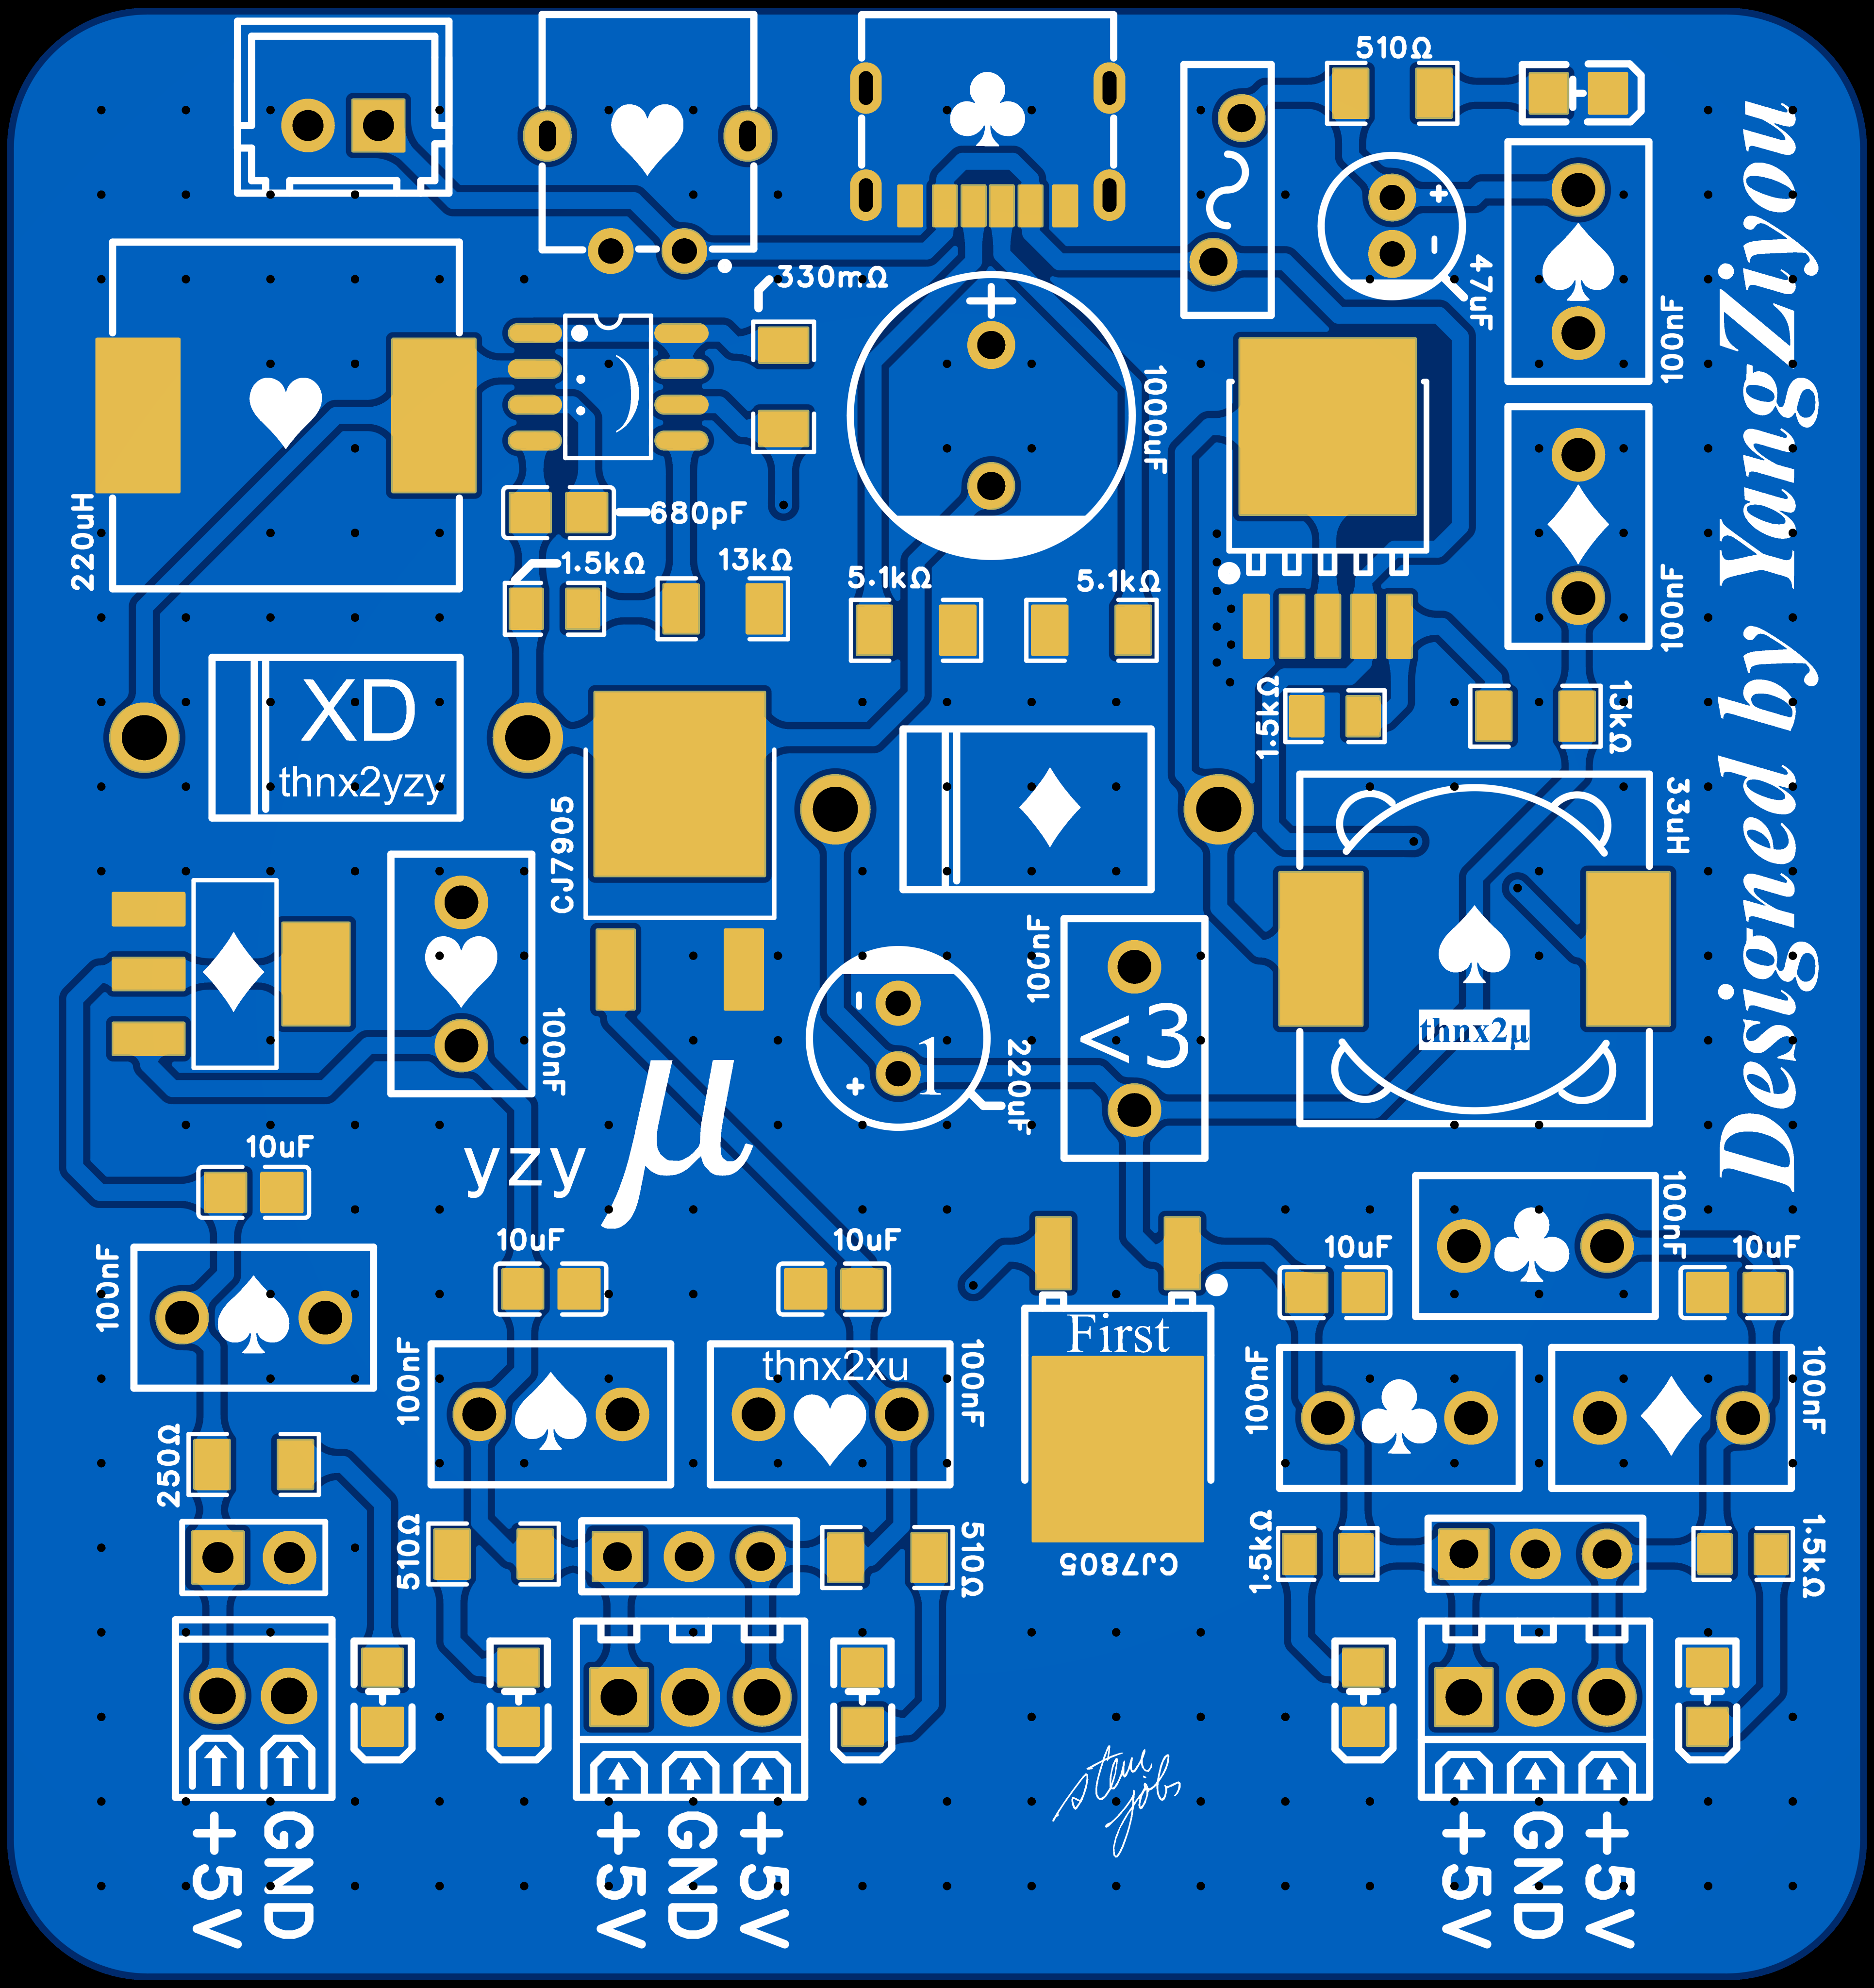 510Ω
330mΩ
47uF
100nF
1000uF
220uH
680pF
1.5kΩ
13kΩ
5.1kΩ
5.1kΩ
100nF
1.5kΩ
13kΩ
XD
thnx2yzy
CJ7905
33uH
100nF
<3
thnx2μ
100nF
1
220uF
μ
yzy
10uF
100nF
10uF
10uF
100nF
10uF
10uF
First
100nF
thnx2xu
100nF
100nF
100nF
250Ω
510Ω
510Ω
CJ7805
1.5kΩ
1.5kΩ
+5V
GND
+5V
GND
+5V
+5V
GND
+5V
steve jobs
Designed by YangZiyou